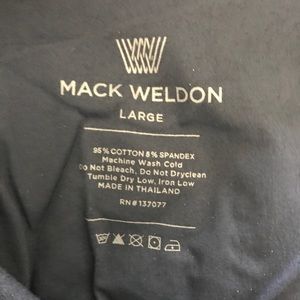 MACK WELDON
LARGE
95% COTTON 5% SPANDEX
Machine Wash Cold
Do Not Bleach, Do Not Dryclean
Tumble Dry Low, Iron Low
MADE IN THAILAND
RN# 137077